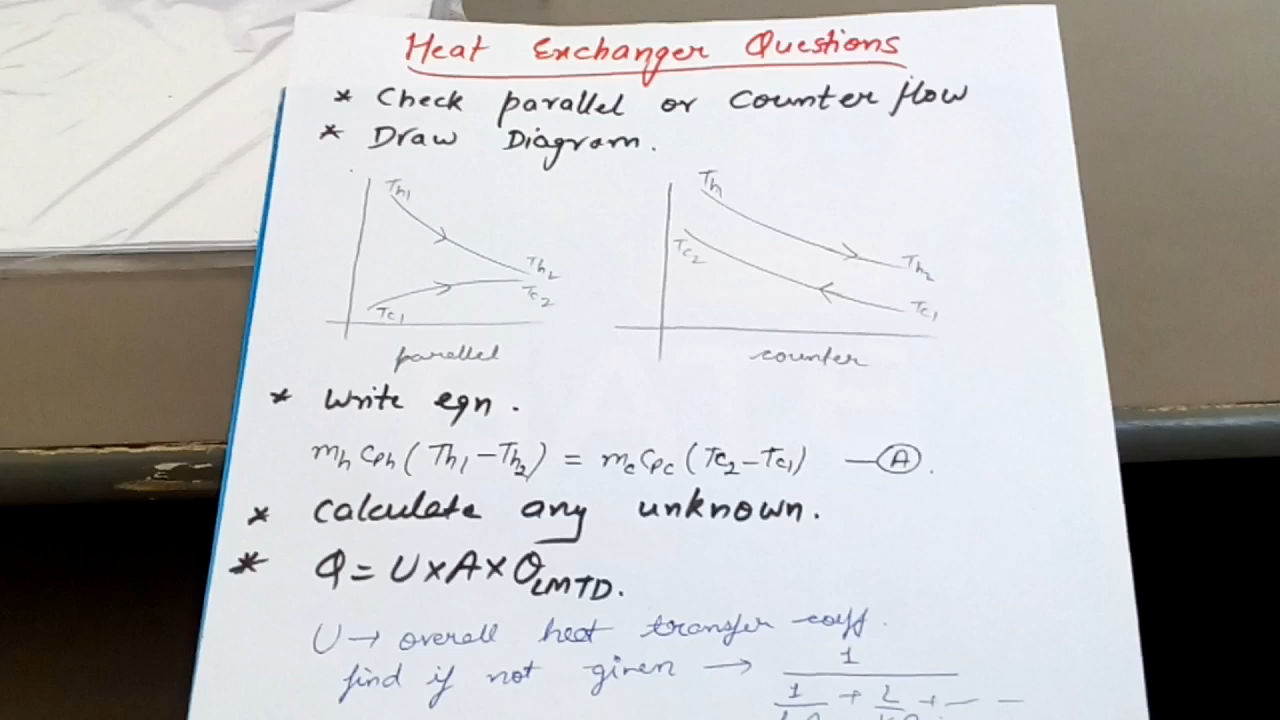 Heat Exchanger Questions
* Check parallel or counter flow
* Draw Diagram.
Th1
Th2
Tc2
Tc1
parallel
Th1
Tc2
Th2
Tc1
counter
* Write eqn.
mh Cph (Th1 - Th2) = mc Cpc (Tc2 - Tc1) — A.
* Calculate any unknown.
* Q = U × A × θLMTD.
U → overall heat transfer coeff.
find if not given → 1
1 + L + — —